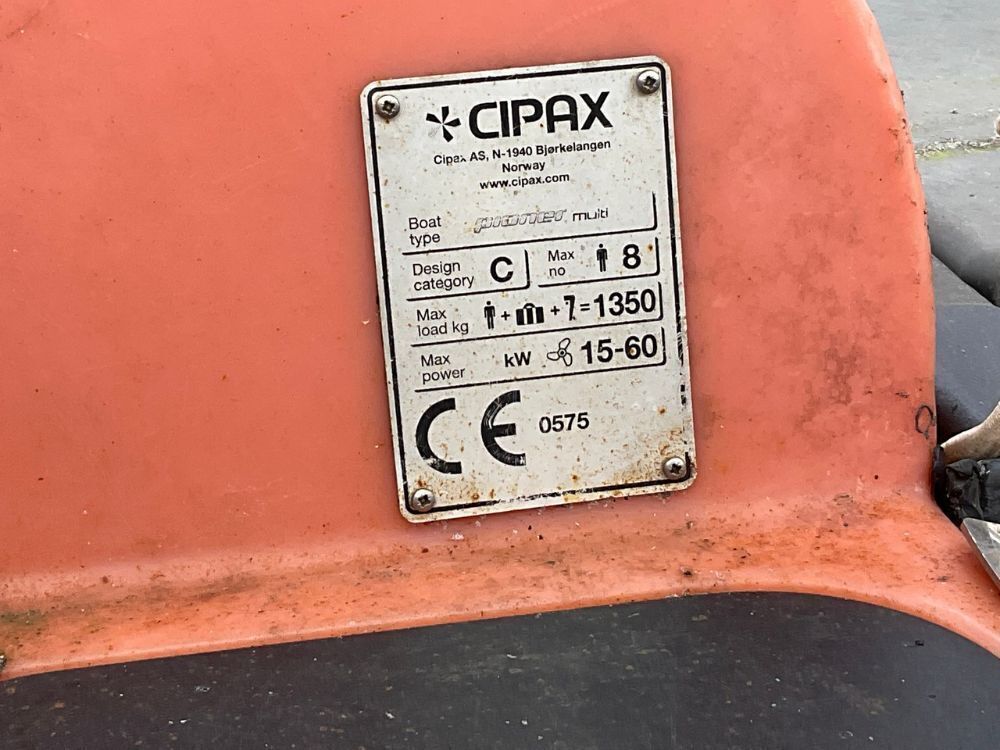 CIPAX
Cipax AS, N-1940 Bjørkelangen
Norway
www.cipax.com
Boat type pioner multi
Design category C Max no 8
Max load kg + + = 1350
Max power kW 15-60
CE 0575